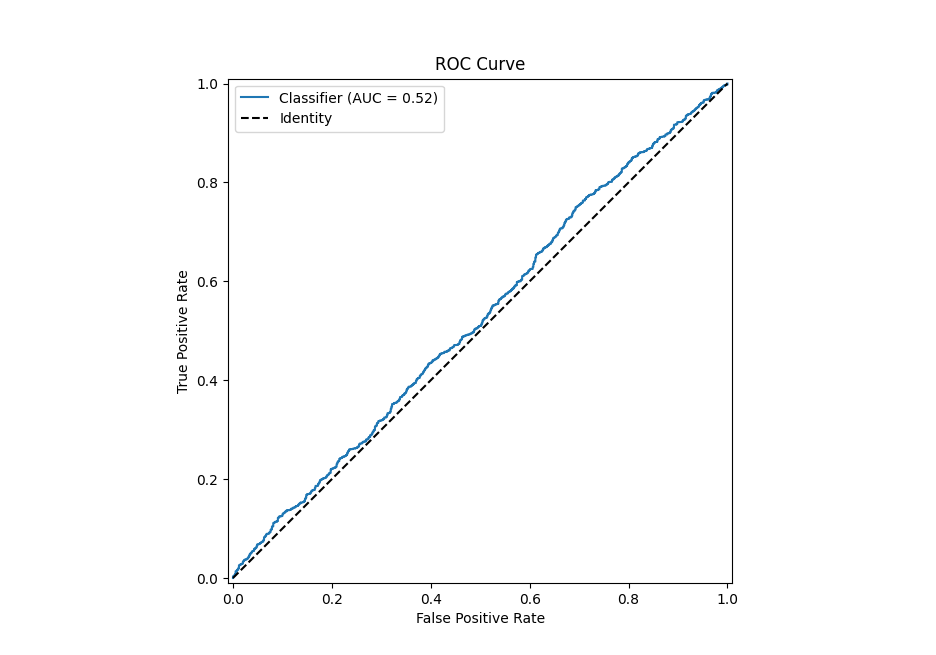 ROC Curve
Classifier (AUC = 0.52)
Identity
1.0
0.8
0.6
0.4
0.2
0.0
True Positive Rate
0.0 0.2 0.4 0.6 0.8 1.0
False Positive Rate